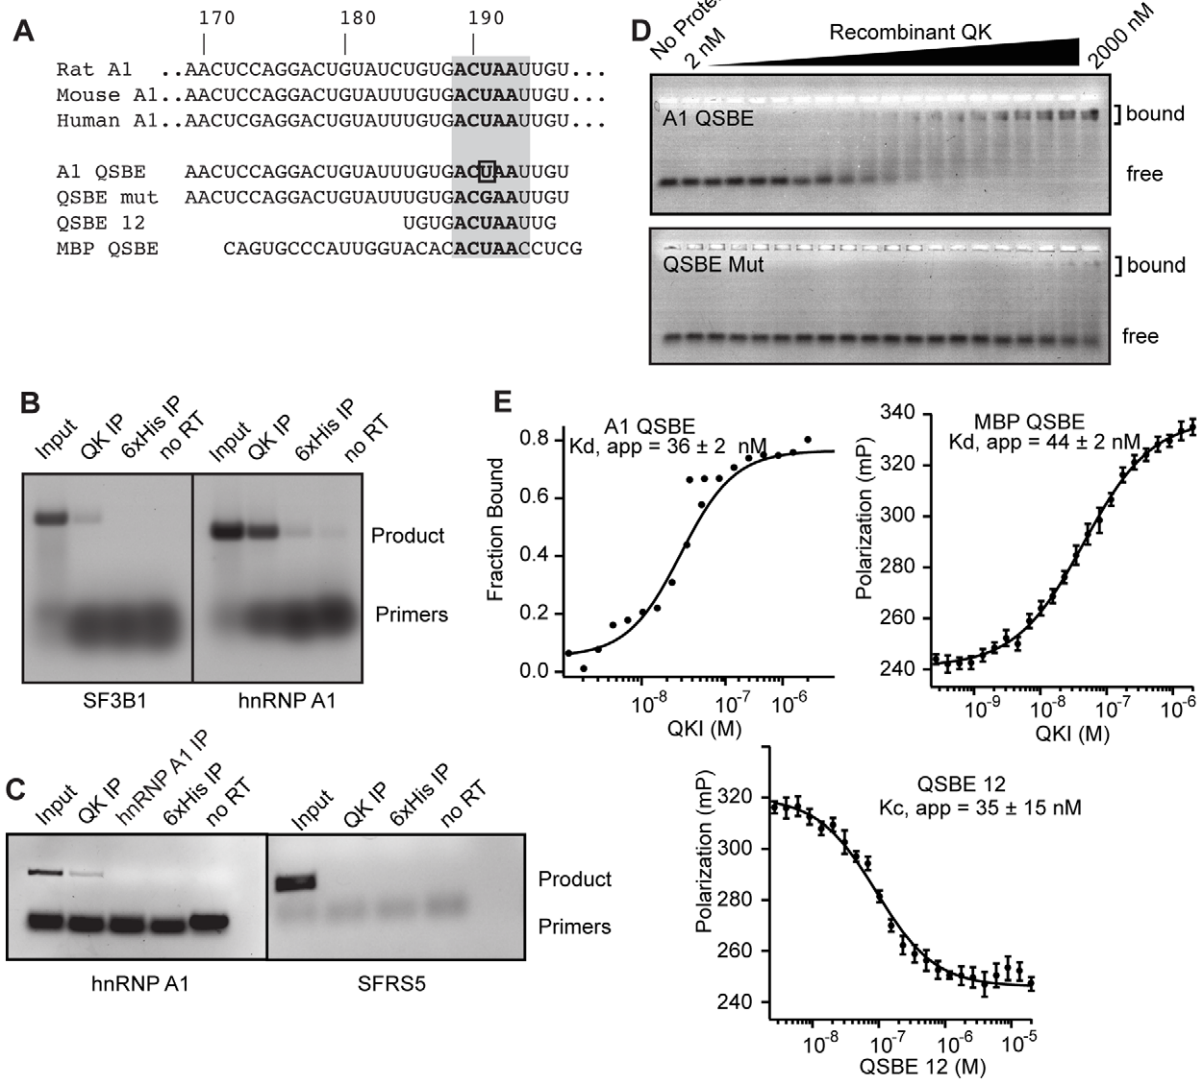 A
170 180 190
Rat A1 ..AACUCCAGGACUGUAUCUGUGACUAAUUGU...
Mouse A1..AACUCCAGGACUGUAUUUGUGACUAAUUGU...
Human A1..AACUCGAGGACUGUAUUUGUGACUAAUUGU...
A1 QSBE AACUCCAGGACUGUAUUUGUGACUAAUUGU
QSBE mut AACUCCAGGACUGUAUUUGUGACGAAUUGU
QSBE 12 UGUGACUAAUUG
MBP QSBE CAGUGCCCAUUGGUACACACUAACCUCG
D
2 nM
Recombinant QK
2000 nM
A1 QSBE
bound
free
QSBE Mut
bound
free
B
Input QK IP 6xHis IP no RT Input QK IP 6xHis IP no RT
Product
Primers
SF3B1 hnRNP A1
C
Input QK IP hnRNP A1 IP 6xHis IP no RT Input QK IP 6xHis IP no RT
Product
Primers
hnRNP A1 SFRS5
E
A1 QSBE
Kd, app = 36 ± 2 nM
Fraction Bound
0.8
0.6
0.4
0.2
0.0
10-8 10-7 10-6
QKI (M)
MBP QSBE
Kd, app = 44 ± 2 nM
Polarization (mP)
340
320
300
280
260
240
10-9 10-8 10-7 10-6
QKI (M)
QSBE 12
Kc, app = 35 ± 15 nM
Polarization (mP)
320
300
280
260
240
10-8 10-7 10-6 10-5
QSBE 12 (M)